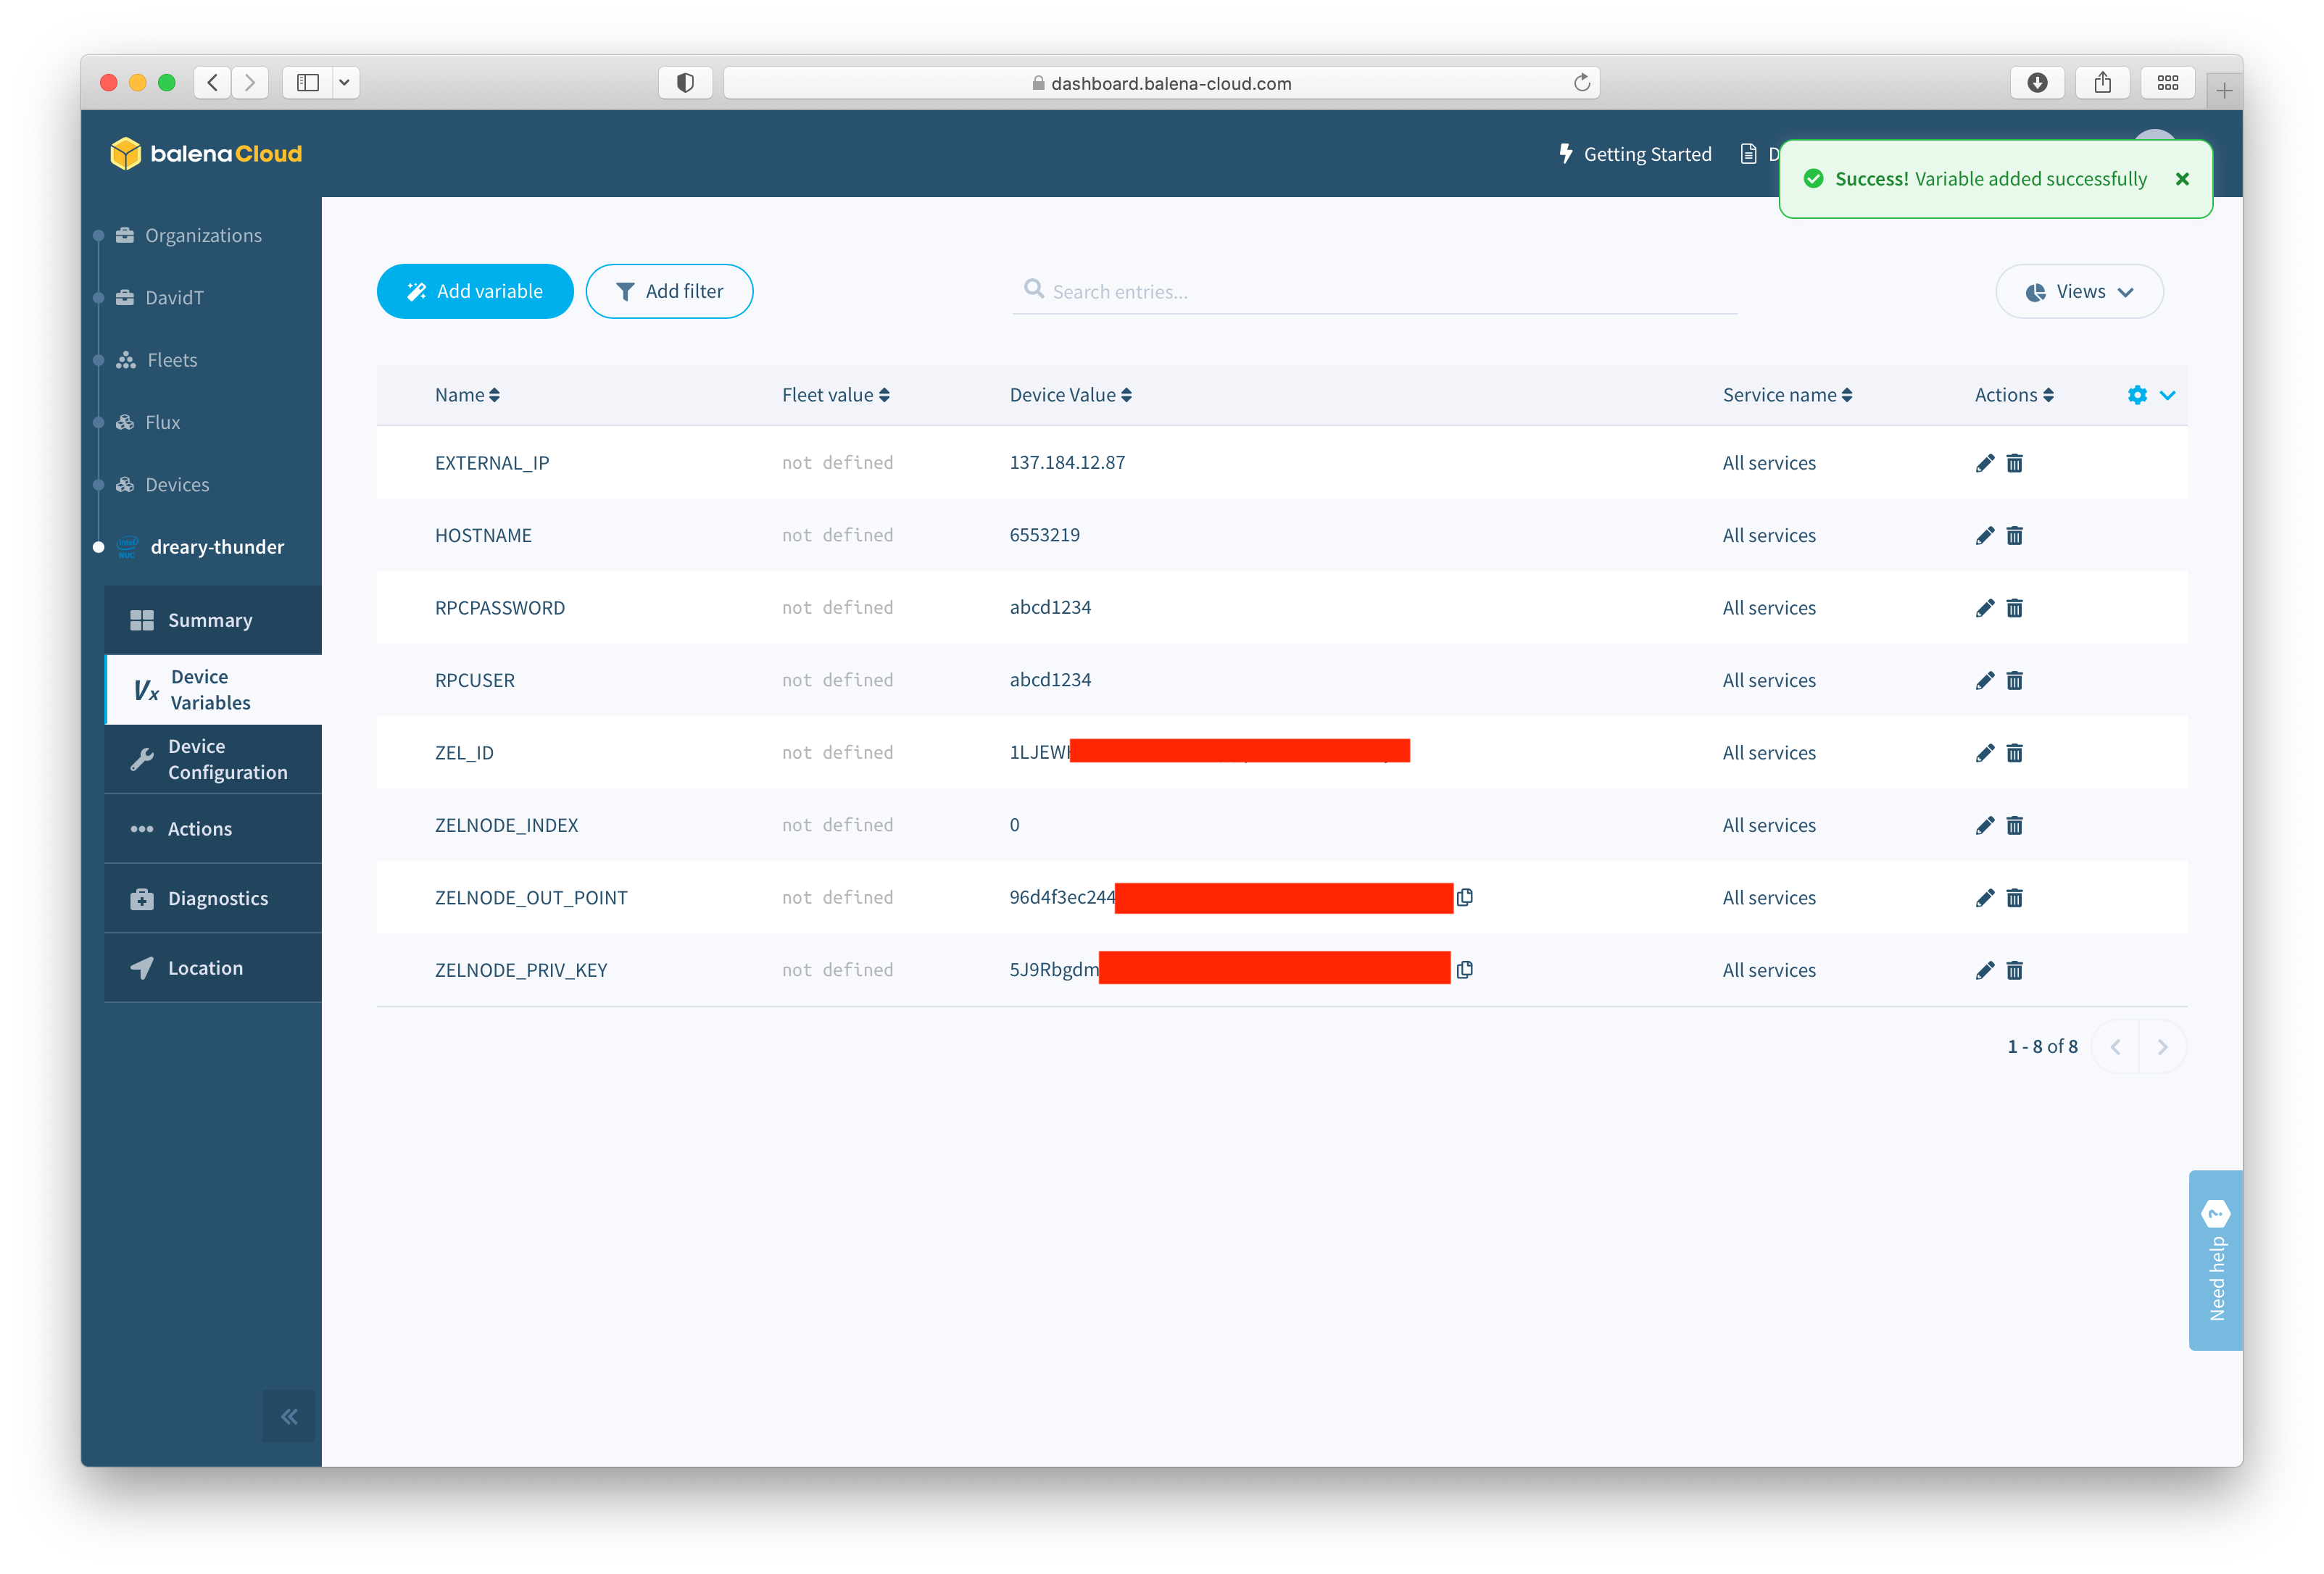 dashboard.balena-cloud.com
balenaCloud
Getting Started
Success! Variable added successfully
Organizations
DavidT
Fleets
Flux
Devices
dreary-thunder
Summary
Device
Variables
Device
Configuration
Actions
Diagnostics
Location
Add variable
Add filter
Search entries...
Views
Name Fleet value Device Value Service name Actions
EXTERNAL_IP not defined 137.184.12.87 All services
HOSTNAME not defined 6553219 All services
RPCPASSWORD not defined abcd1234 All services
RPCUSER not defined abcd1234 All services
ZEL_ID not defined 1LJEW All services
ZELNODE_INDEX not defined 0 All services
ZELNODE_OUT_POINT not defined 96d4f3ec244 All services
ZELNODE_PRIV_KEY not defined 5J9Rbgdm All services
1 - 8 of 8
Need help